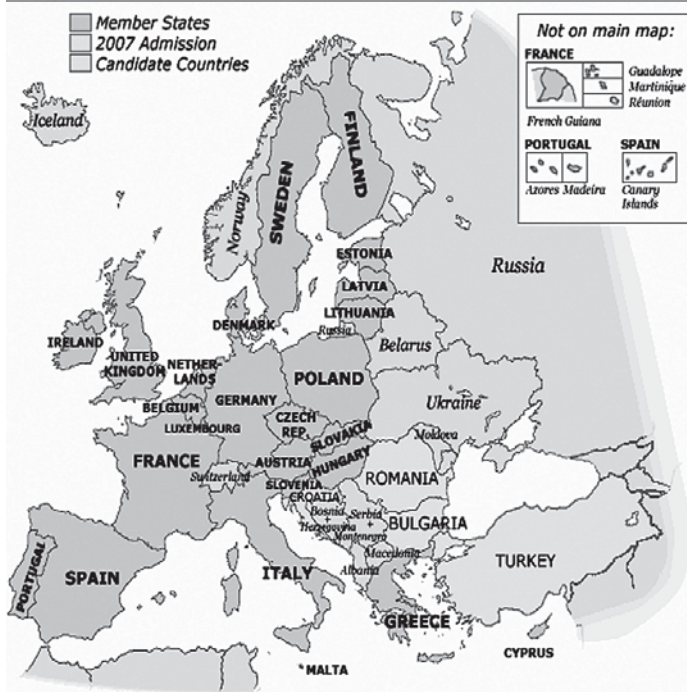 Member States
2007 Admission
Candidate Countries
Not on main map:
FRANCE
Guadalope
Martinique
Réunion
French Guiana
PORTUGAL
SPAIN
Azores Madeira
Canary
Islands
Iceland
Norway
SWEDEN
FINLAND
Russia
ESTONIA
LATVIA
LITHUANIA
Russia
DENMARK
Belarus
IRELAND
UNITED
KINGDOM
NETHER-
LANDS
POLAND
GERMANY
BELGIUM
LUXEMBOURG
CZECH
REP.
Ukraine
SLOVAKIA
Moldova
FRANCE
Switzerland
AUSTRIA
HUNGARY
SLOVENIA
ROMANIA
CROATIA
Bosnia
Herzegovina
Serbia
+
Montenegro
BULGARIA
Macedonia
Albania
PORTUGAL
SPAIN
ITALY
TURKEY
GREECE
CYPRUS
MALTA